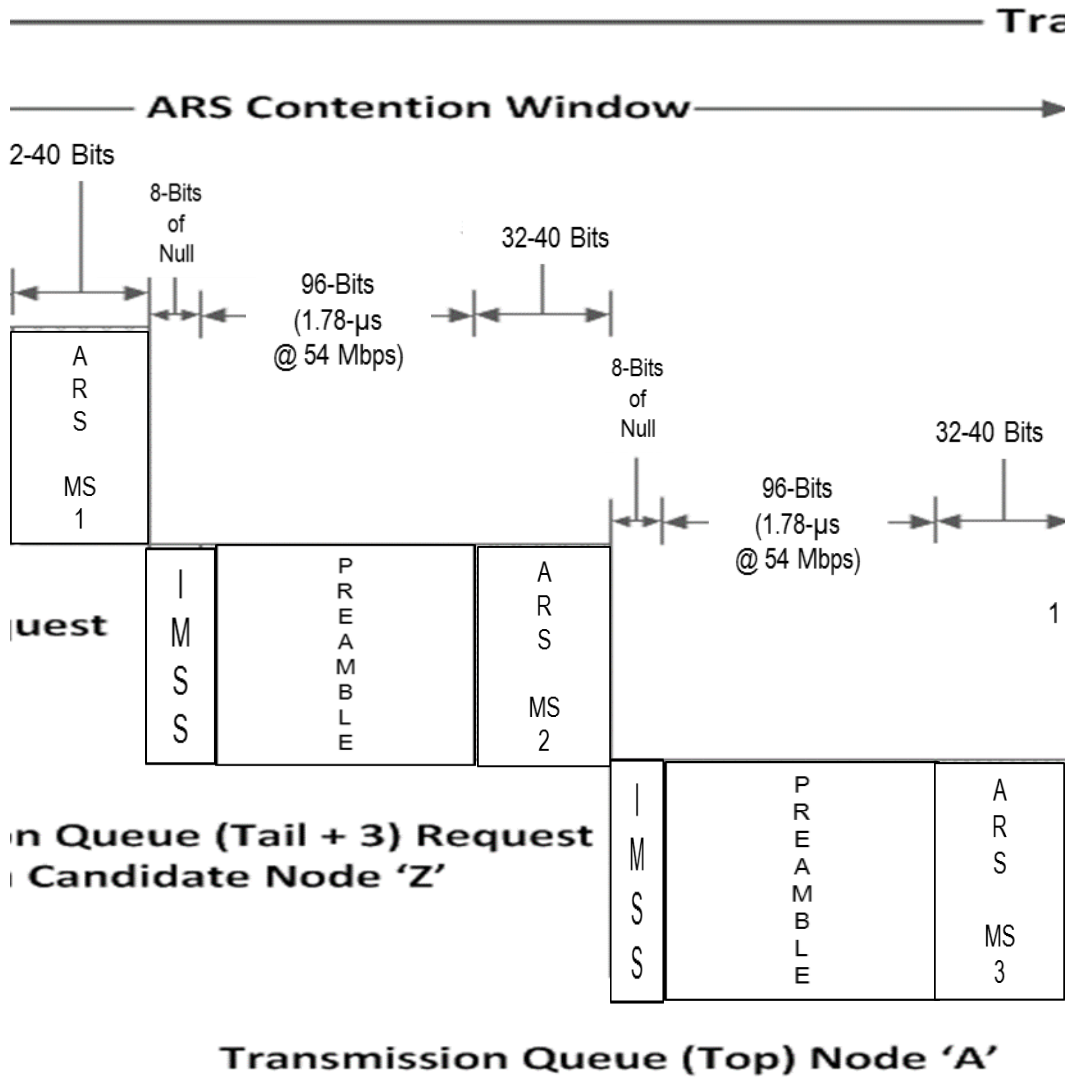 Tra
ARS Contention Window
2-40 Bits
8-Bits
of
Null
96-Bits
(1.78-µs
@ 54 Mbps)
32-40 Bits
A
R
S
MS
1
8-Bits
of
Null
96-Bits
(1.78-µs
@ 54 Mbps)
32-40 Bits
I
M
S
S
P
R
E
A
M
B
L
E
A
R
S
MS
2
uest
1
n Queue (Tail + 3) Request
Candidate Node ‘Z’
I
M
S
S
P
R
E
A
M
B
L
E
A
R
S
MS
3
Transmission Queue (Top) Node ‘A’